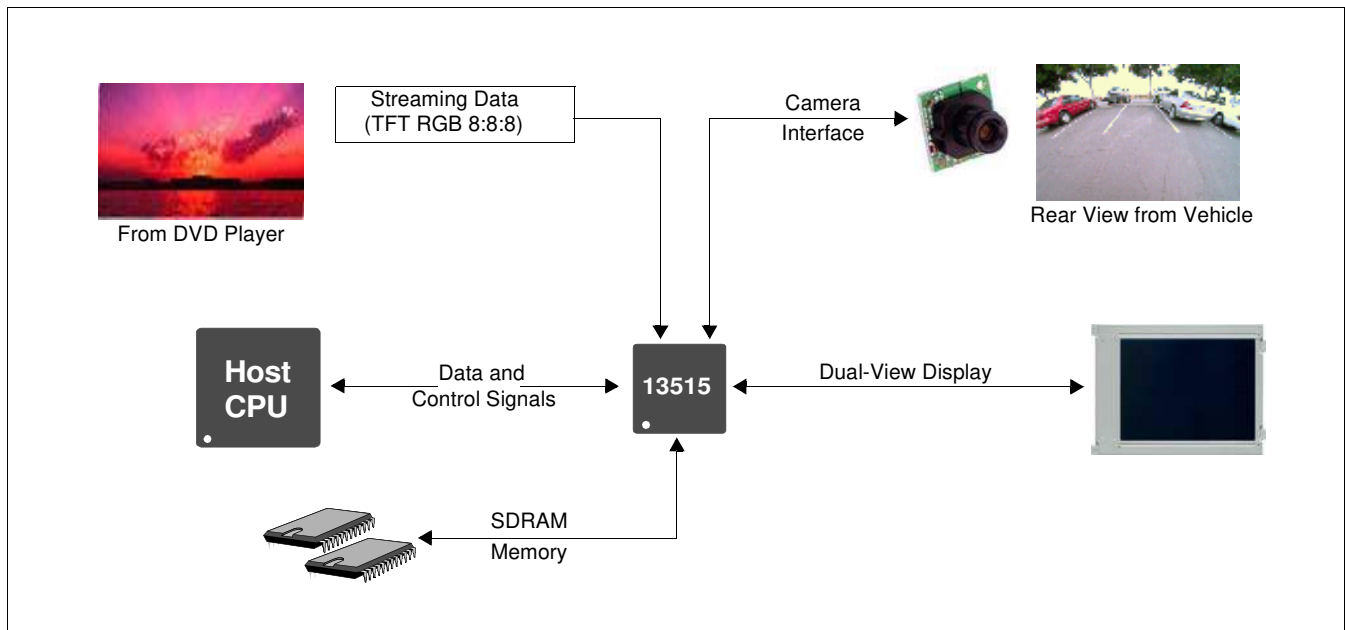 Streaming Data
(TFT RGB 8:8:8)
Camera
Interface
From DVD Player
Rear View from Vehicle
Host
CPU
Data and
Control Signals
13515
Dual-View Display
SDRAM
Memory